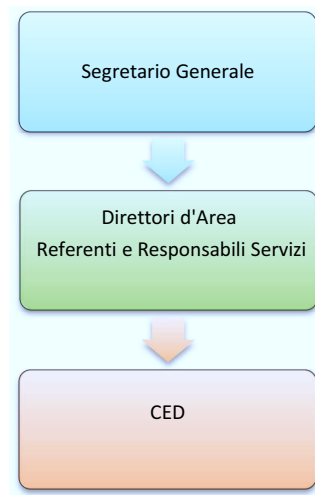 Segretario Generale
Direttori d'Area
Referenti e Responsabili Servizi
CED